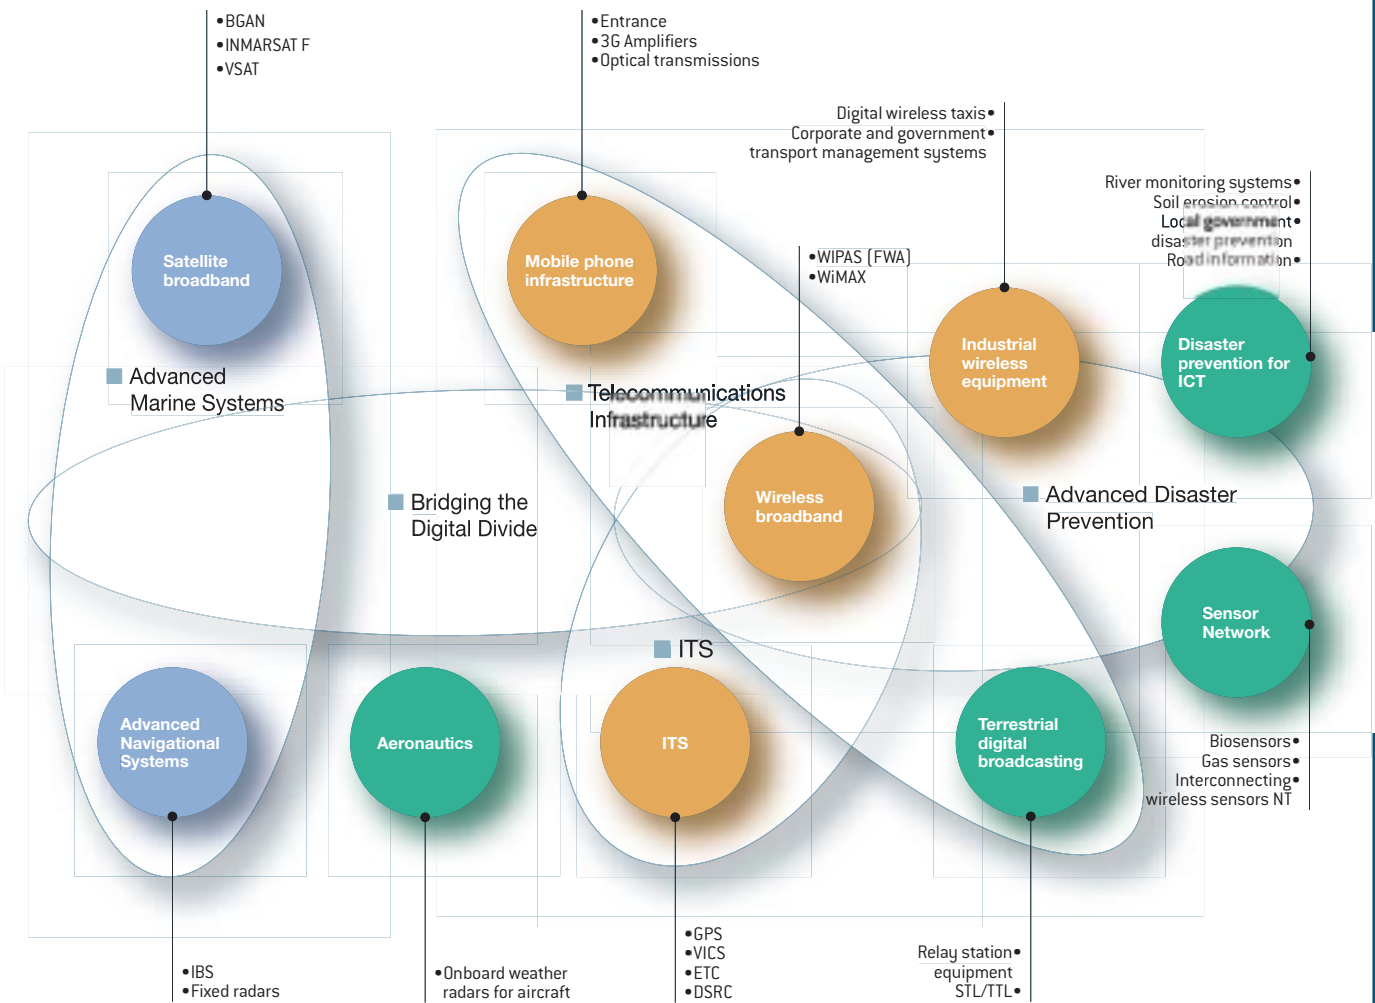 •BGAN
•INMARSAT F
•VSAT
•Entrance
•3G Amplifiers
•Optical transmissions
Digital wireless taxis•
Corporate and government•
transport management systems
River monitoring systems•
Soil erosion control•
Local government•
disaster prevention
Road information•
•WIPAS (FWA)
•WiMAX
Satellite
broadband
Mobile phone
infrastructure
Industrial
wireless
equipment
Disaster
prevention for
ICT
Advanced
Marine Systems
Telecommunications
Infrastructure
Bridging the
Digital Divide
Wireless
broadband
Advanced Disaster
Prevention
Sensor
Network
ITS
Advanced
Navigational
Systems
Aeronautics
ITS
Terrestrial
digital
broadcasting
Biosensors•
Gas sensors•
Interconnecting•
wireless sensors NT
•IBS
•Fixed radars
•Onboard weather
radars for aircraft
•GPS
•VICS
•ETC
•DSRC
Relay station•
equipment
STL/TTL•